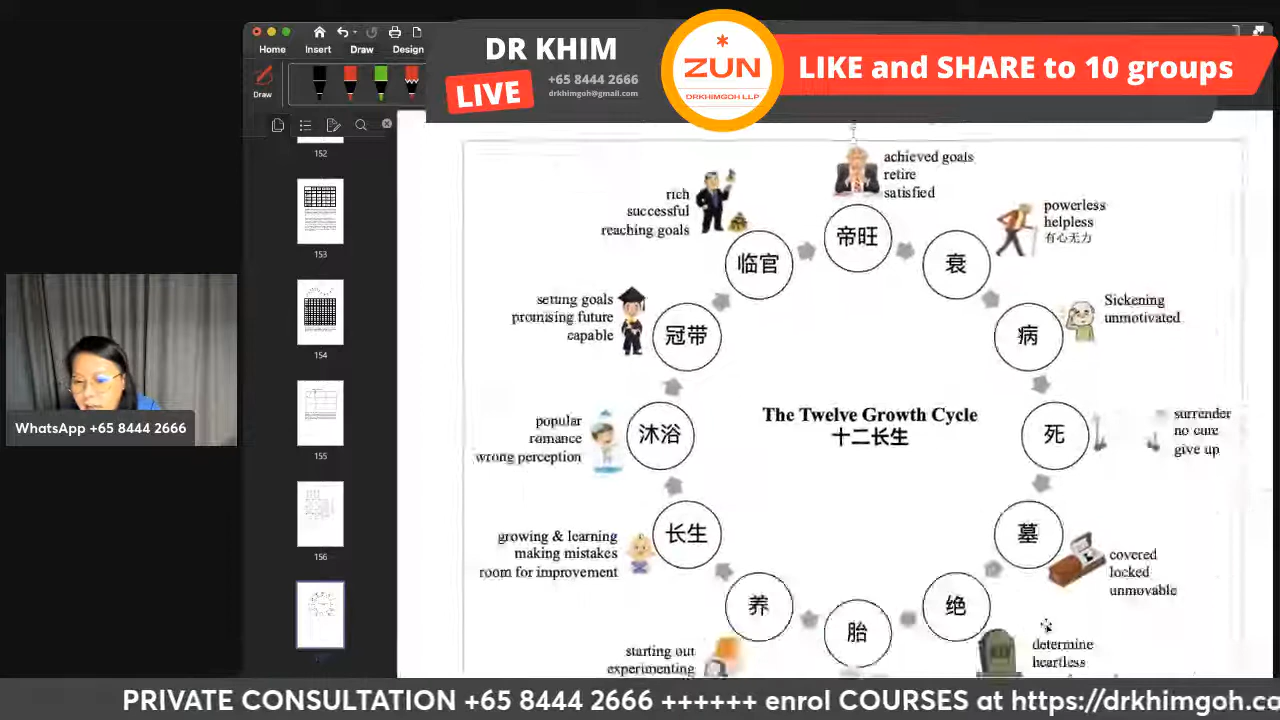 DR KHIM
LIVE
+65 8444 2666
drkhimgoh@gmail.com
ZUN
DRKHIMGOH LLP
LIKE and SHARE to 10 groups
Home
Insert
Draw
Design
Draw
152
153
154
155
156
WhatsApp +65 8444 2666
achieved goals
retire
satisfied
帝旺
powerless
helpless
有心无力
衰
Sickening
unmotivated
病
surrender
no cure
give up
死
covered
locked
unmovable
墓
determine
heartless
绝
胎
starting out
experimenting
养
growing & learning
making mistakes
room for improvement
长生
popular
romance
wrong perception
沐浴
setting goals
promising future
capable
冠带
rich
successful
reaching goals
临官
The Twelve Growth Cycle
十二长生
PRIVATE CONSULTATION +65 8444 2666 ++++++ enrol COURSES at https://drkhimgoh.co